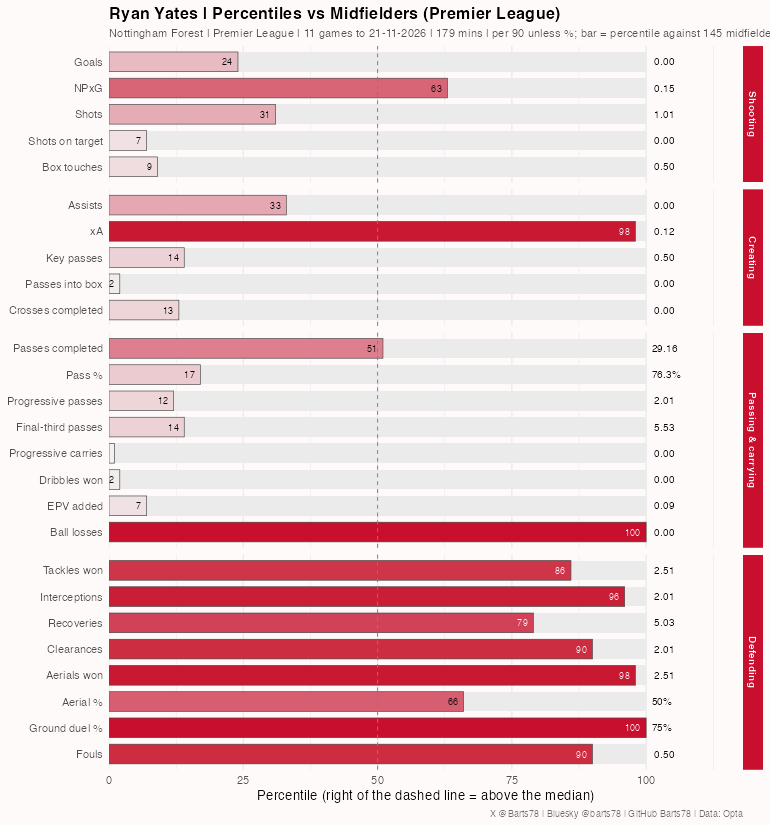 Ryan Yates | Percentiles vs Midfielders (Premier League)
Nottingham Forest | Premier League | 11 games to 21-11-2026 | 179 mins | per 90 unless %; bar = percentile against 145 midfielde
Goals 24 0.00
NPxG 63 0.15
Shots 31 1.01
Shots on target 7 0.00
Box touches 9 0.50
Shooting
Assists 33 0.00
xA 98 0.12
Key passes 14 0.50
Passes into box 2 0.00
Crosses completed 13 0.00
Creating
Passes completed 51 29.16
Pass % 17 76.3%
Progressive passes 12 2.01
Final-third passes 14 5.53
Progressive carries 0.00
Dribbles won 2 0.00
EPV added 7 0.09
Ball losses 100 0.00
Passing & carrying
Tackles won 86 2.51
Interceptions 96 2.01
Recoveries 79 5.03
Clearances 90 2.01
Aerials won 98 2.51
Aerial % 66 50%
Ground duel % 100 75%
Fouls 90 0.50
Defending
0 25 50 75 100
Percentile (right of the dashed line = above the median)
X @Barts78 | Bluesky @barts78 | GitHub Barts78 | Data: Opta